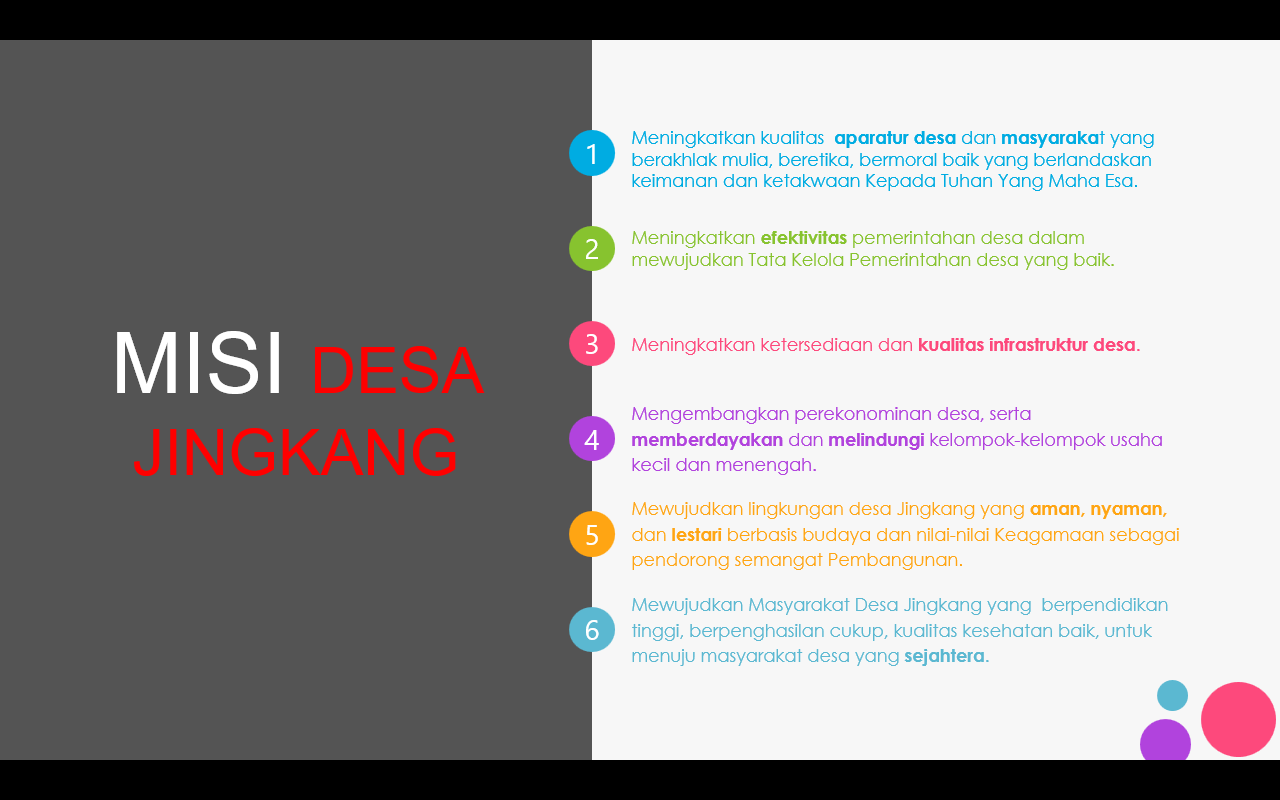 MISI DESA
JINGKANG
1
Meningkatkan kualitas  aparatur desa dan masyarakat yang
berakhlak mulia, beretika, bermoral baik yang berlandaskan
keimanan dan ketakwaan Kepada Tuhan Yang Maha Esa.
2
Meningkatkan efektivitas pemerintahan desa dalam
mewujudkan Tata Kelola Pemerintahan desa yang baik.
3
Meningkatkan ketersediaan dan kualitas infrastruktur desa.
4
Mengembangkan perekonominan desa, serta
memberdayakan dan melindungi kelompok-kelompok usaha
kecil dan menengah.
5
Mewujudkan lingkungan desa Jingkang yang aman, nyaman,
dan lestari berbasis budaya dan nilai-nilai Keagamaan sebagai
pendorong semangat Pembangunan.
6
Mewujudkan Masyarakat Desa Jingkang yang  berpendidikan
tinggi, berpenghasilan cukup, kualitas kesehatan baik, untuk
menuju masyarakat desa yang sejahtera.